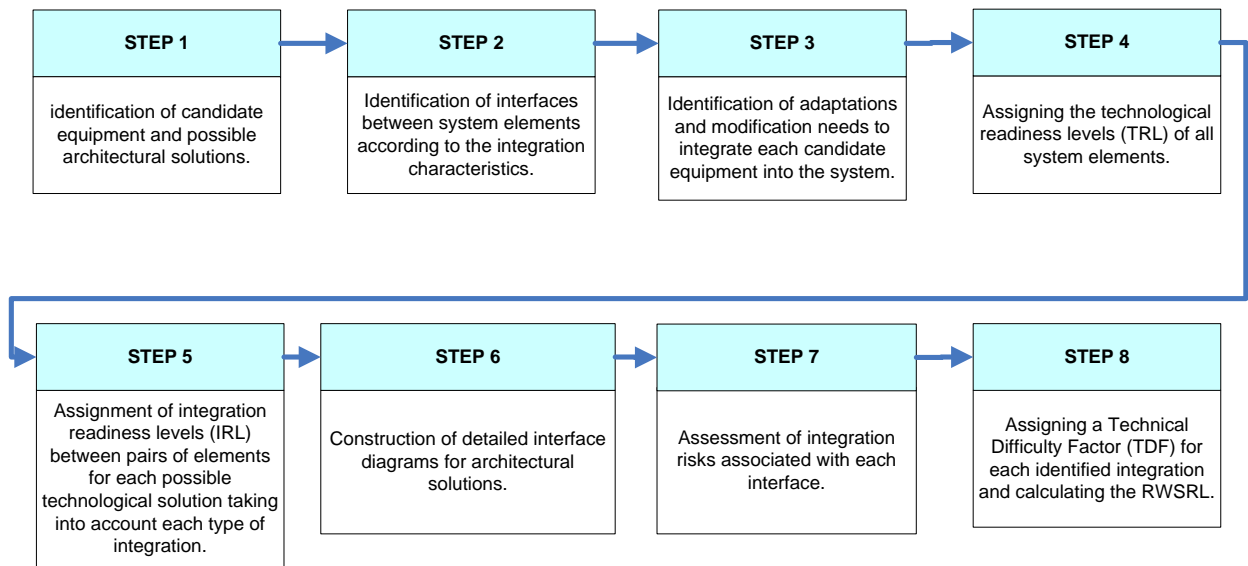 STEP 1
identification of candidate
equipment and possible
architectural solutions.
STEP 2
Identification of interfaces
between system elements
according to the integration
characteristics.
STEP 3
Identification of adaptations
and modification needs to
integrate each candidate
equipment into the system.
STEP 4
Assigning the technological
readiness levels (TRL) of all
system elements.
STEP 5
Assignment of integration
readiness levels (IRL)
between pairs of elements
for each possible
technological solution taking
into account each type of
integration.
STEP 6
Construction of detailed interface
diagrams for architectural
solutions.
STEP 7
Assessment of integration
risks associated with each
interface.
STEP 8
Assigning a Technical
Difficulty Factor (TDF) for
each identified integration
and calculating the RWSRL.